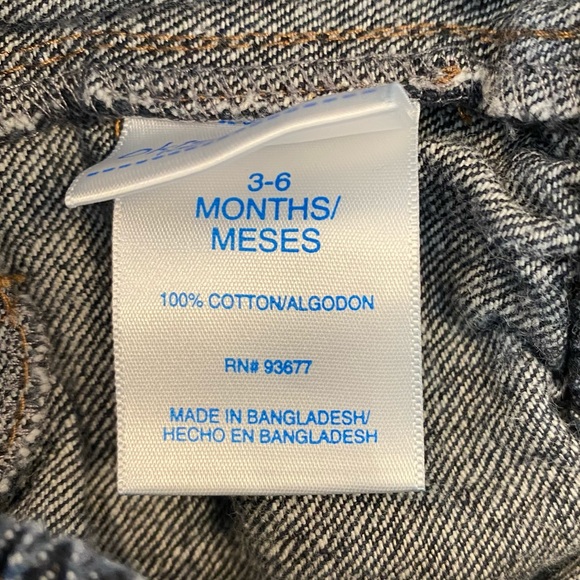 3-6
MONTHS/
MESES
100% COTTON/ALGODON
RN# 93677
MADE IN BANGLADESH/
HECHO EN BANGLADESH